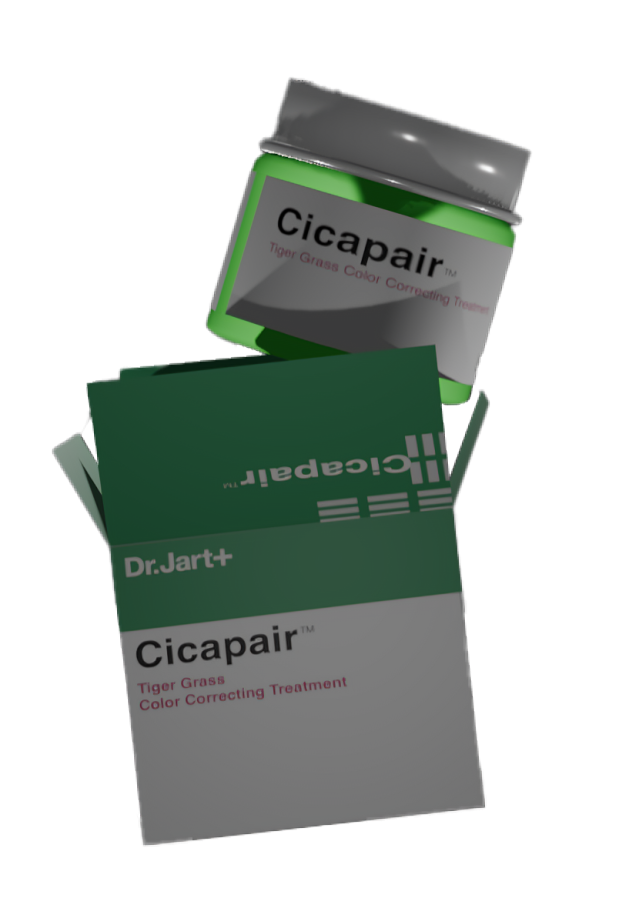 Cicapair™
Tiger Grass Color Correcting Treatment
Cicapair™
Dr.Jart+
Cicapair™
Tiger Grass
Color Correcting Treatment